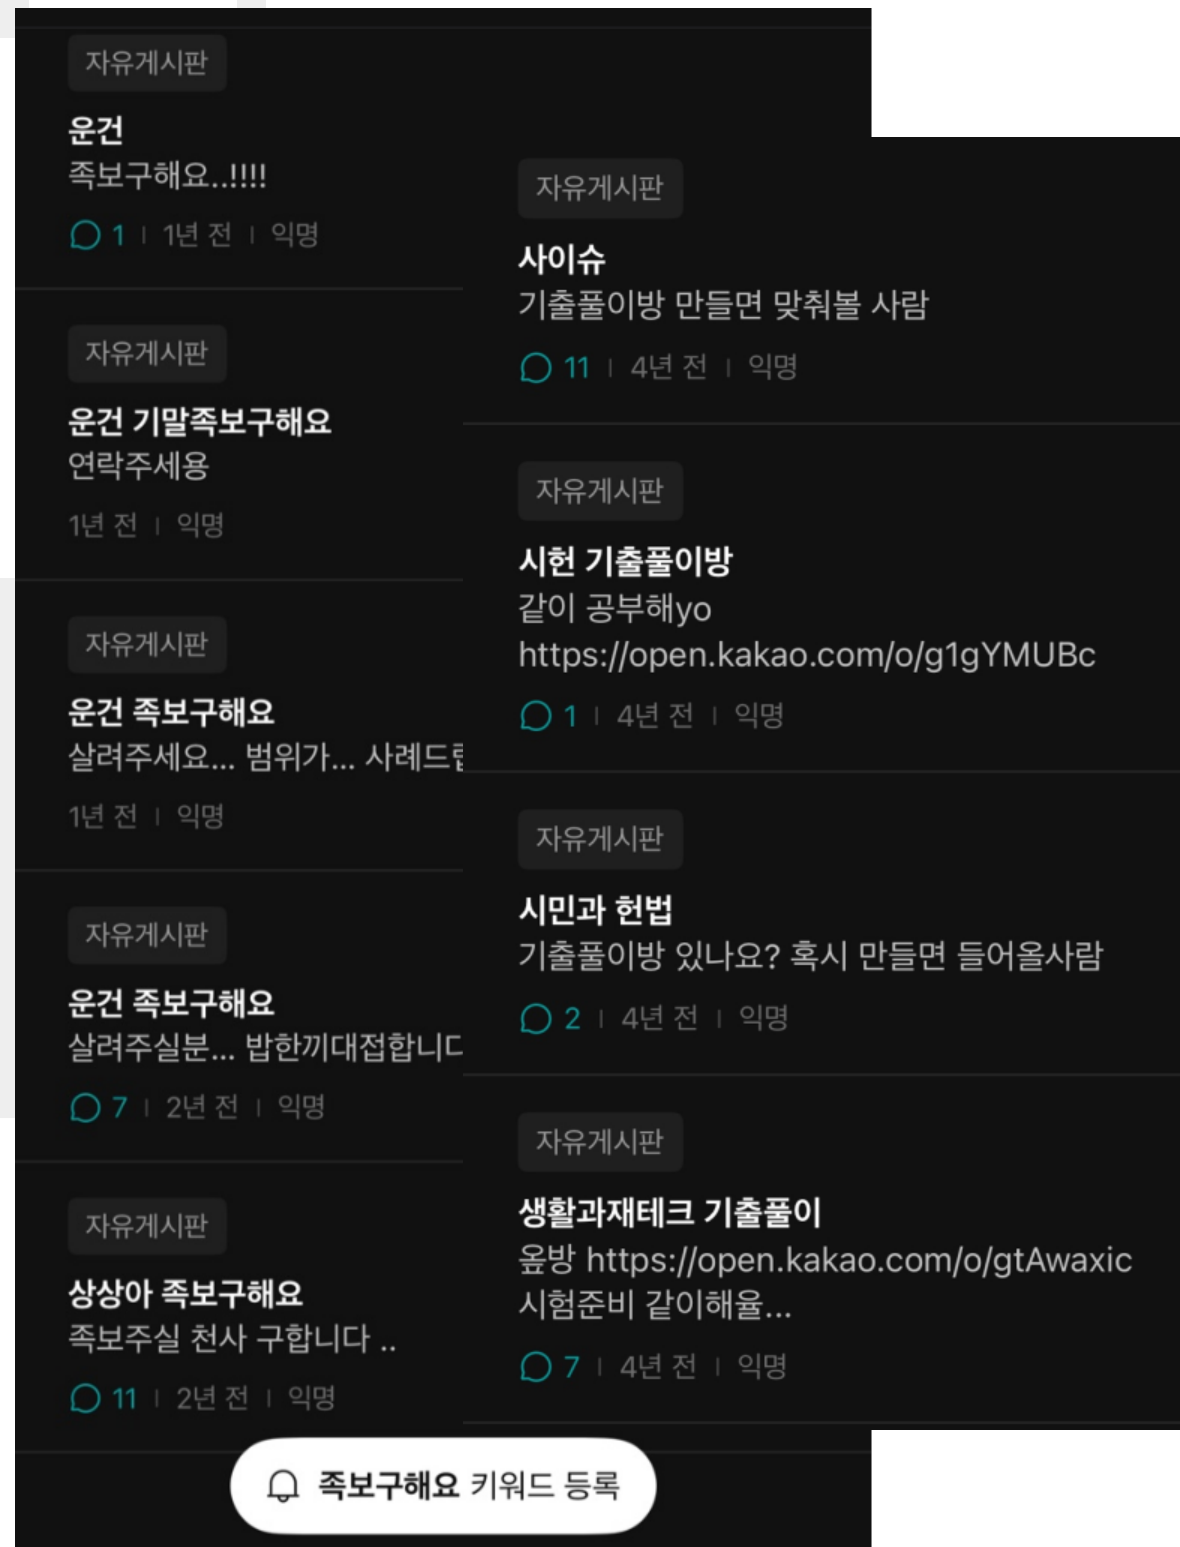 자유게시판
운건
족보구해요..!!!!
1 | 1년 전 | 익명
자유게시판
운건 기말족보구해요
연락주세용
1년 전 | 익명
자유게시판
운건 족보구해요
살려주세요... 범위가... 사례드
1년 전 | 익명
자유게시판
운건 족보구해요
살려주실분... 밥한끼대접합니다
7 | 2년 전 | 익명
자유게시판
상상아 족보구해요
족보주실 천사 구합니다 ..
11 | 2년 전 | 익명
족보구해요 키워드 등록
자유게시판
사이슈
기출풀이방 만들면 맞춰볼 사람
11 | 4년 전 | 익명
자유게시판
시헌 기출풀이방
같이 공부해yo
https://open.kakao.com/o/g1gYMUBc
1 | 4년 전 | 익명
자유게시판
시민과 헌법
기출풀이방 있나요? 혹시 만들면 들어올사람
2 | 4년 전 | 익명
자유게시판
생활과재테크 기출풀이
옾방 https://open.kakao.com/o/gtAwaxic
시험준비 같이해율...
7 | 4년 전 | 익명